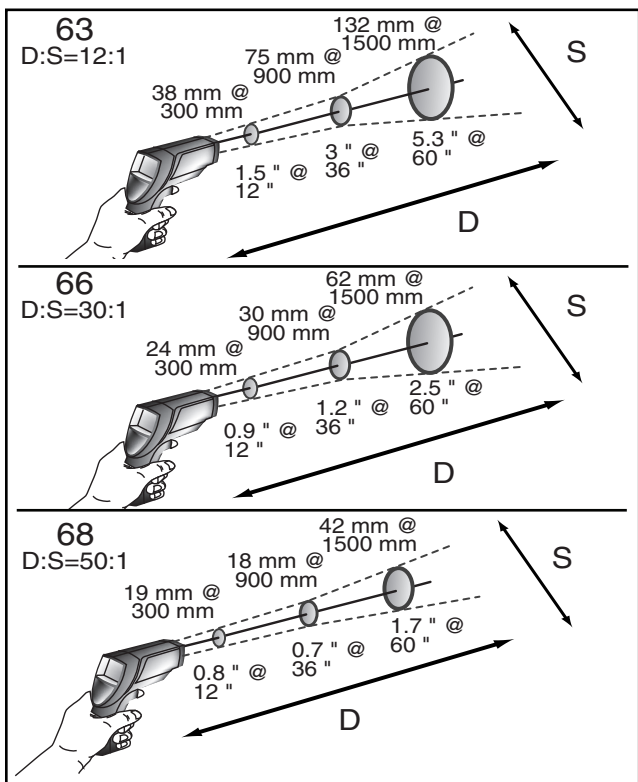 63
D:S=12:1
132 mm @
1500 mm
75 mm @
900 mm
38 mm @
300 mm
S
1.5 " @
12 "
3 " @
36 "
5.3 " @
60 "
D
66
D:S=30:1
62 mm @
1500 mm
30 mm @
900 mm
24 mm @
300 mm
S
0.9 " @
12 "
1.2 " @
36 "
2.5 " @
60 "
D
68
D:S=50:1
42 mm @
1500 mm
18 mm @
900 mm
19 mm @
300 mm
S
0.8 " @
12 "
0.7 " @
36 "
1.7 " @
60 "
D